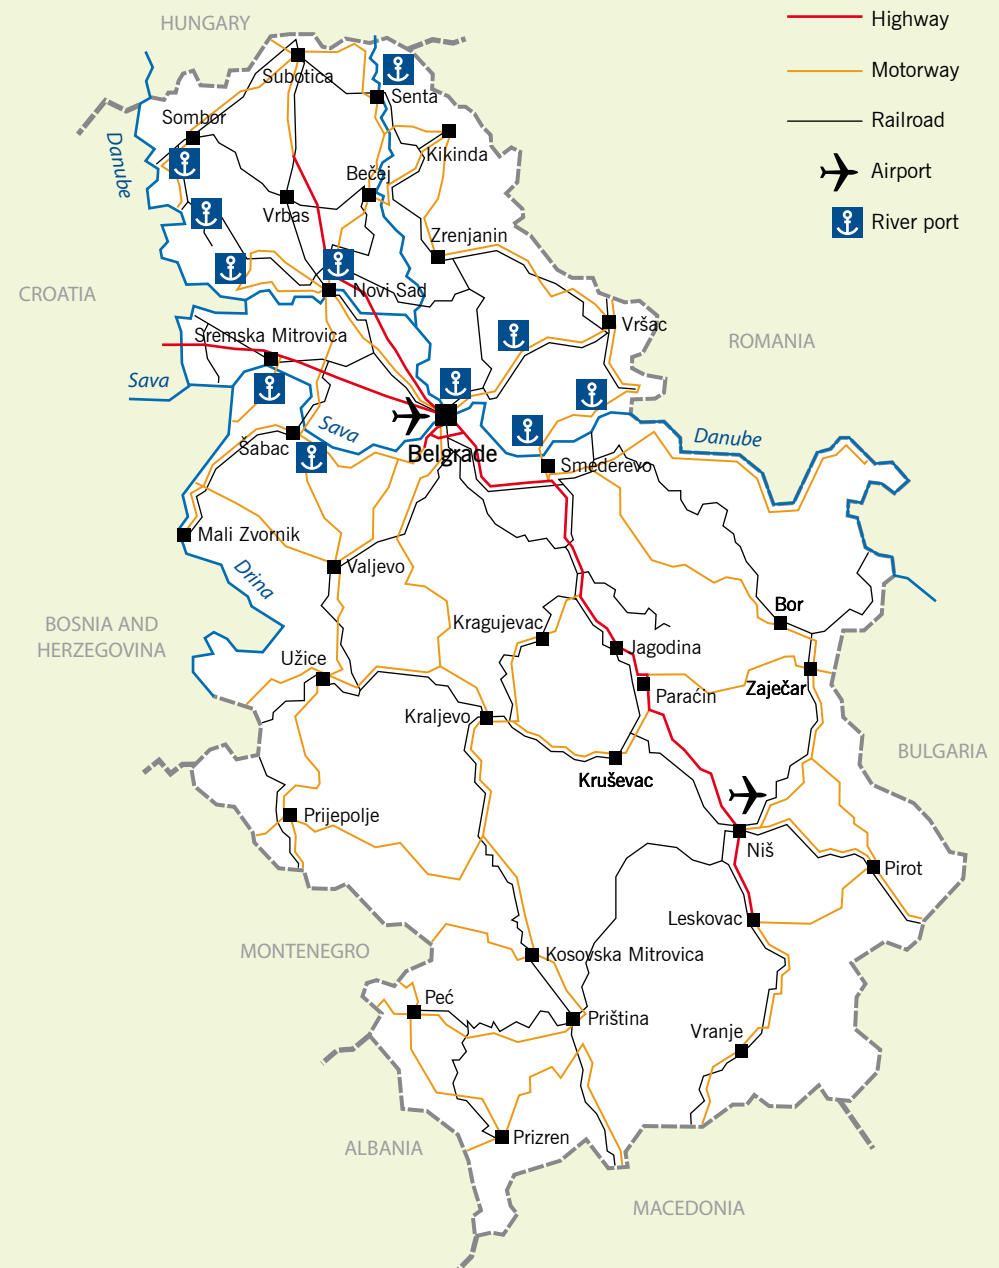 HUNGARY
Highway
Motorway
Railroad
Airport
River port
Subotica
Senta
Sombor
Kikinda
Danube
Bečej
Vrbas
Zrenjanin
CROATIA
Novi Sad
Vršac
Sremska Mitrovica
ROMANIA
Sava
Sava
Danube
Šabac
Belgrade
Smederevo
Mali Zvornik
Valjevo
Drina
Bor
BOSNIA AND
HERZEGOVINA
Kragujevac
Jagodina
Užice
Zaječar
Paraćin
Kraljevo
BULGARIA
Kruševac
Prijepolje
Niš
Pirot
Leskovac
MONTENEGRO
Kosovska Mitrovica
Peć
Priština
Vranje
Prizren
ALBANIA
MACEDONIA